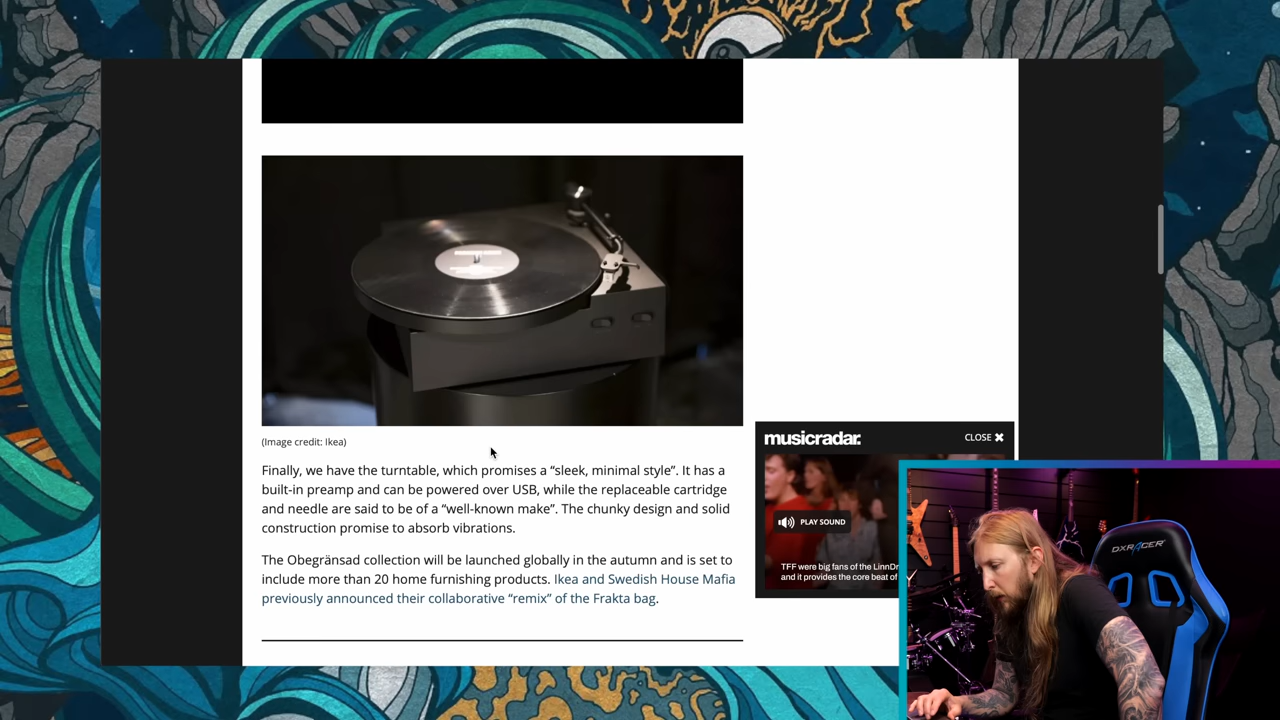 (Image credit: Ikea)
Finally, we have the turntable, which promises a “sleek, minimal style”. It has a
built-in preamp and can be powered over USB, while the replaceable cartridge
and needle are said to be of a “well-known make”. The chunky design and solid
construction promise to absorb vibrations.
The Obegränsad collection will be launched globally in the autumn and is set to
include more than 20 home furnishing products. Ikea and Swedish House Mafia
previously announced their collaborative “remix” of the Frakta bag.
musicradar.
CLOSE ✖
PLAY SOUND
TFF were big fans of the LinnDr
and it provides the core beat of
DXRACER